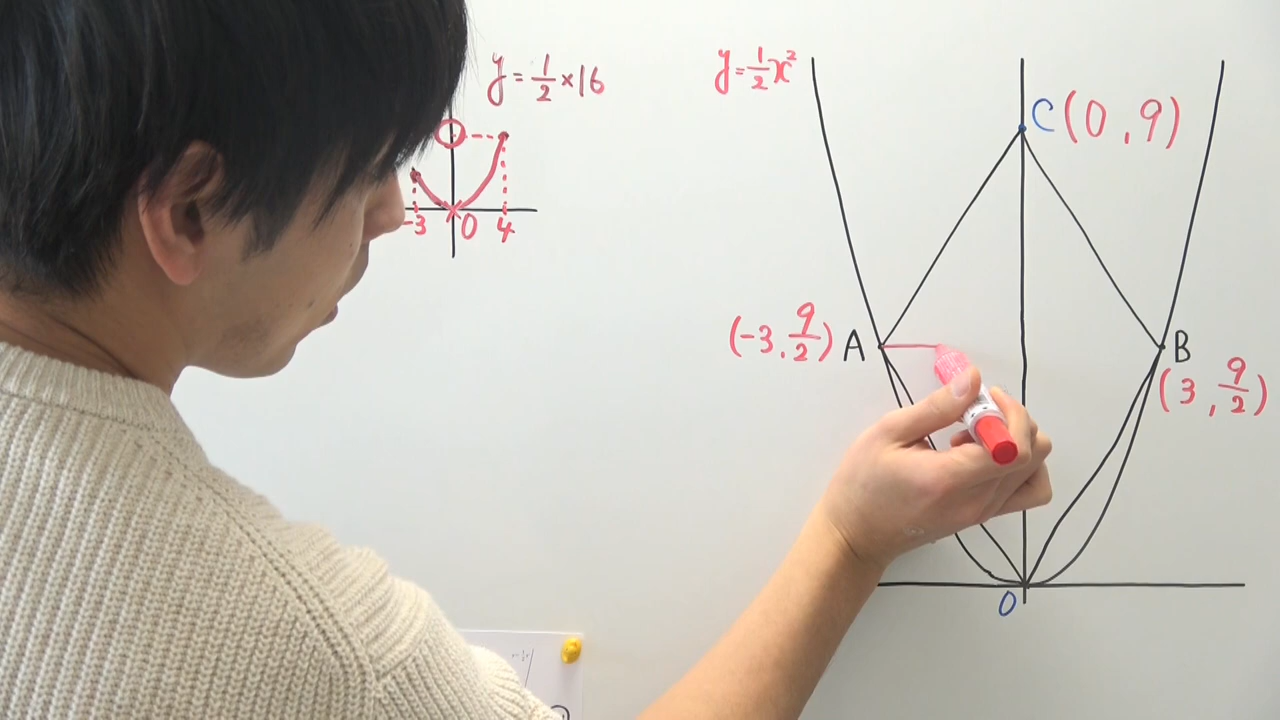 y=1/2×16
-3 0 4
y=1/2x²
C(0,9)
(-3,9/2) A
B
(3,9/2)
O